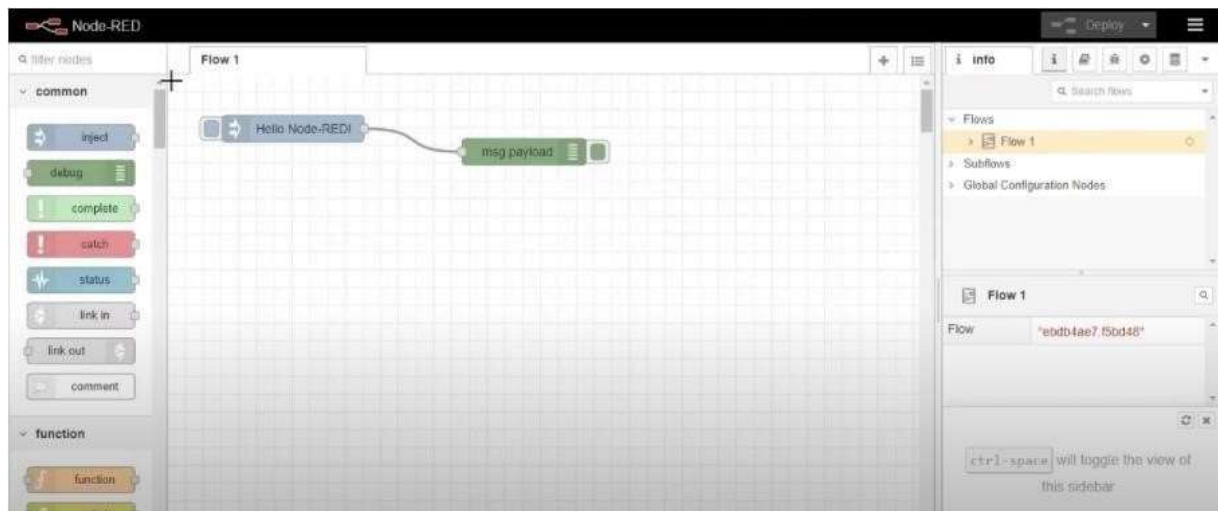 Node-RED
Deploy
filter nodes
common
inject
debug
complete
catch
status
link in
link out
comment
function
function
Flow 1
Hello Node-RED!
msg.payload
i info
i
Search flows
Flows
Flow 1
Subflows
Global Configuration Nodes
Flow 1
Flow "ebdb4ae7.f5bd48"
ctrl-space will toggle the view of
this sidebar